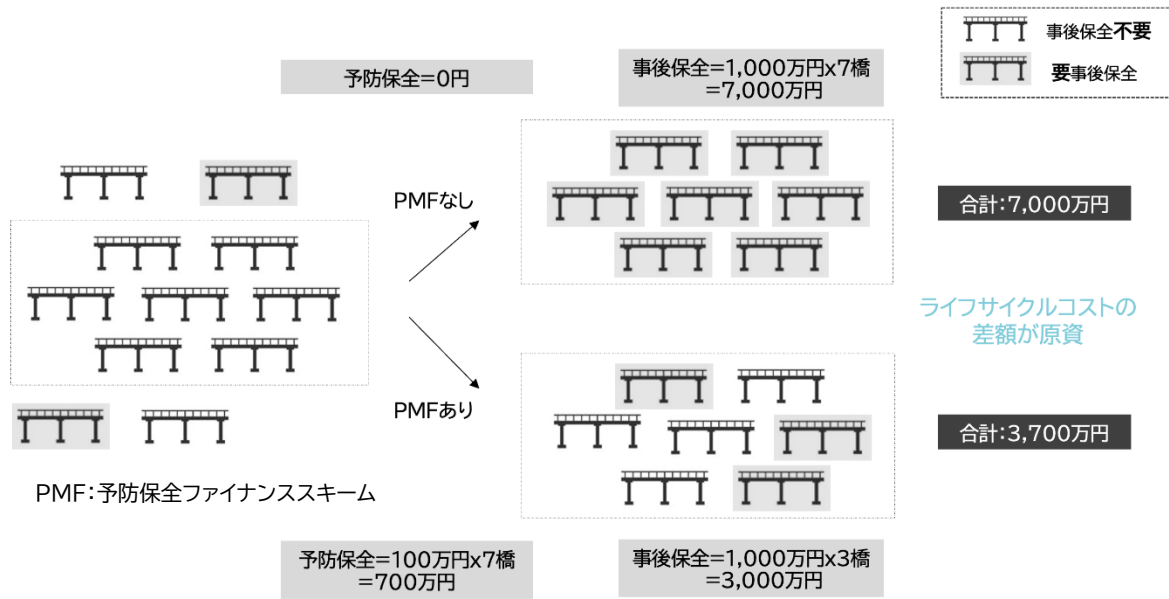 事後保全不要
要事後保全
予防保全=0円
事後保全=1,000万円x7橋
=7,000万円
PMFなし
合計:7,000万円
ライフサイクルコストの
差額が原資
PMFあり
合計:3,700万円
PMF:予防保全ファイナンススキーム
予防保全=100万円x7橋
=700万円
事後保全=1,000万円x3橋
=3,000万円